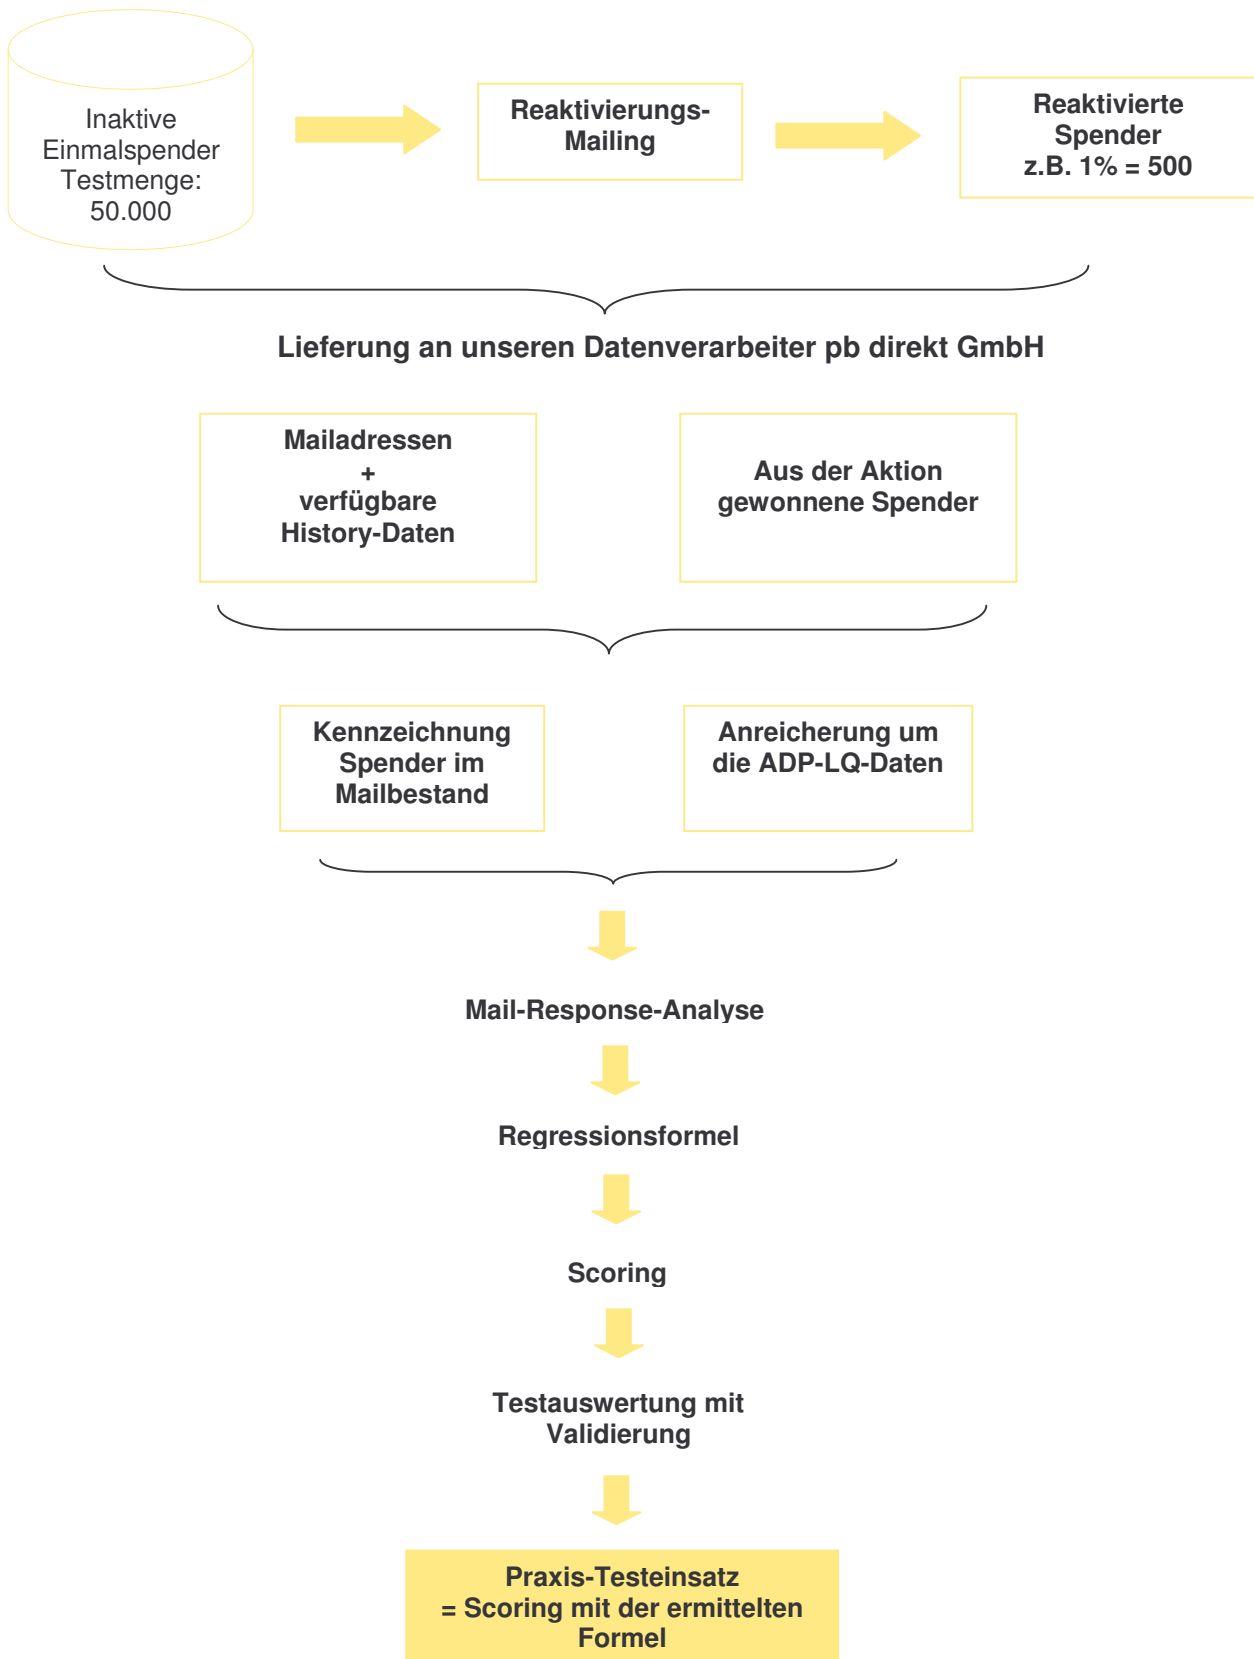 Inaktive
Einmalspender
Testmenge:
50.000
Reaktivierungs-
Mailing
Reaktivierte
Spender
z.B. 1% = 500
Lieferung an unseren Datenverarbeiter pb direkt GmbH
Mailadressen
+
verfügbare
History-Daten
Aus der Aktion
gewonnene Spender
Kennzeichnung
Spender im
Mailbestand
Anreicherung um
die ADP-LQ-Daten
Mail-Response-Analyse
Regressionsformel
Scoring
Testauswertung mit
Validierung
Praxis-Testeinsatz
= Scoring mit der ermittelten
Formel